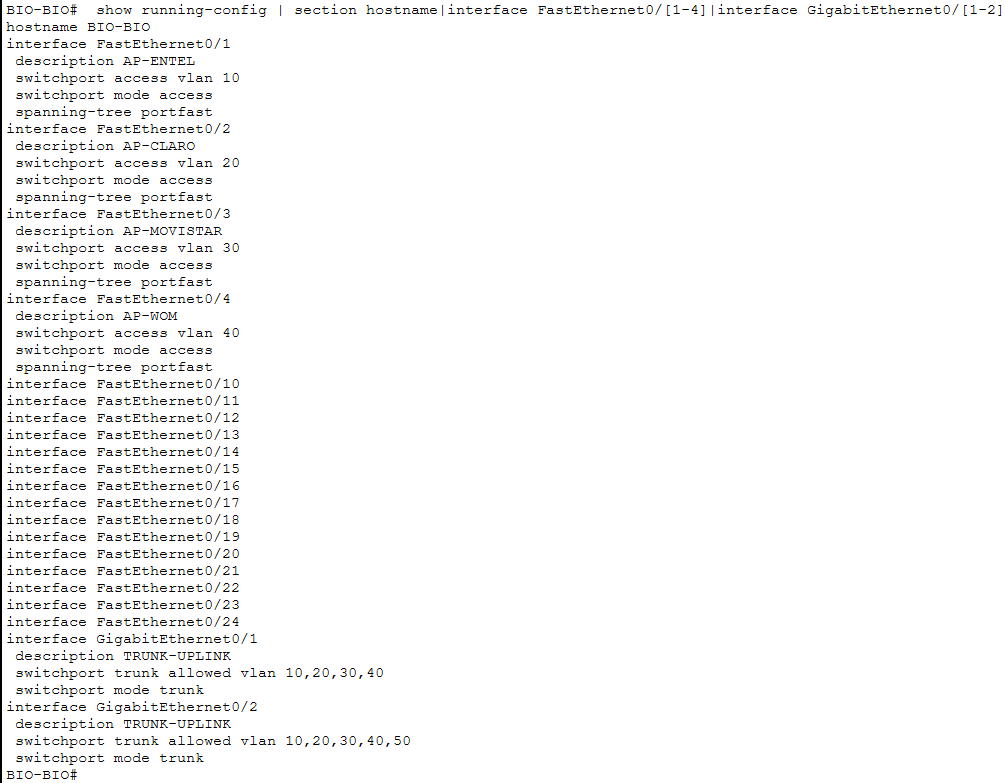 BIO-BIO#  show running-config | section hostname|interface FastEthernet0/[1-4]|interface GigabitEthernet0/[1-2]
hostname BIO-BIO
interface FastEthernet0/1
 description AP-ENTEL
 switchport access vlan 10
 switchport mode access
 spanning-tree portfast
interface FastEthernet0/2
 description AP-CLARO
 switchport access vlan 20
 switchport mode access
 spanning-tree portfast
interface FastEthernet0/3
 description AP-MOVISTAR
 switchport access vlan 30
 switchport mode access
 spanning-tree portfast
interface FastEthernet0/4
 description AP-WOM
 switchport access vlan 40
 switchport mode access
 spanning-tree portfast
interface FastEthernet0/10
interface FastEthernet0/11
interface FastEthernet0/12
interface FastEthernet0/13
interface FastEthernet0/14
interface FastEthernet0/15
interface FastEthernet0/16
interface FastEthernet0/17
interface FastEthernet0/18
interface FastEthernet0/19
interface FastEthernet0/20
interface FastEthernet0/21
interface FastEthernet0/22
interface FastEthernet0/23
interface FastEthernet0/24
interface GigabitEthernet0/1
 description TRUNK-UPLINK
 switchport trunk allowed vlan 10,20,30,40
 switchport mode trunk
interface GigabitEthernet0/2
 description TRUNK-UPLINK
 switchport trunk allowed vlan 10,20,30,40,50
 switchport mode trunk
BIO-BIO#